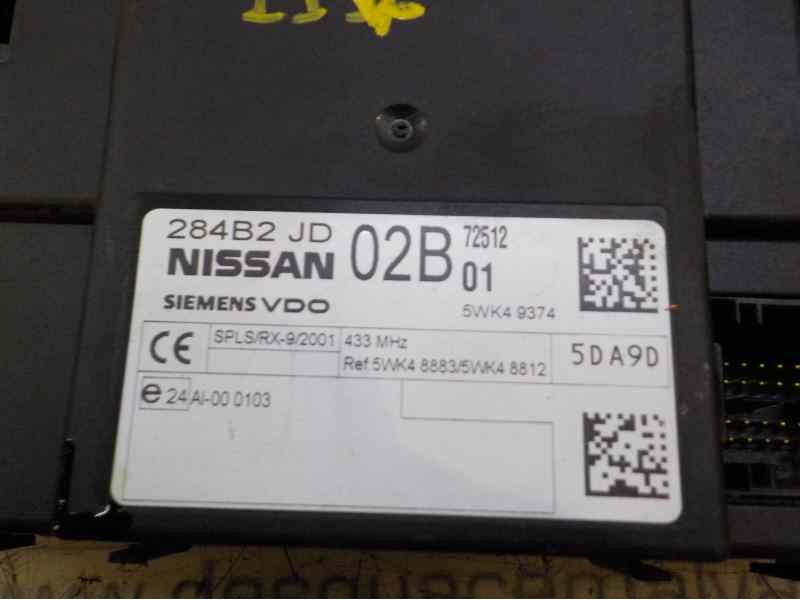 284B2 JD 02B 72512 01
NISSAN
SIEMENS VDO
5WK4 9374
CE
SPLS/RX-9/2001
433 MHz
Ref 5WK4 8883/5WK4 8812
5DA9D
e 24 AI-00 0103